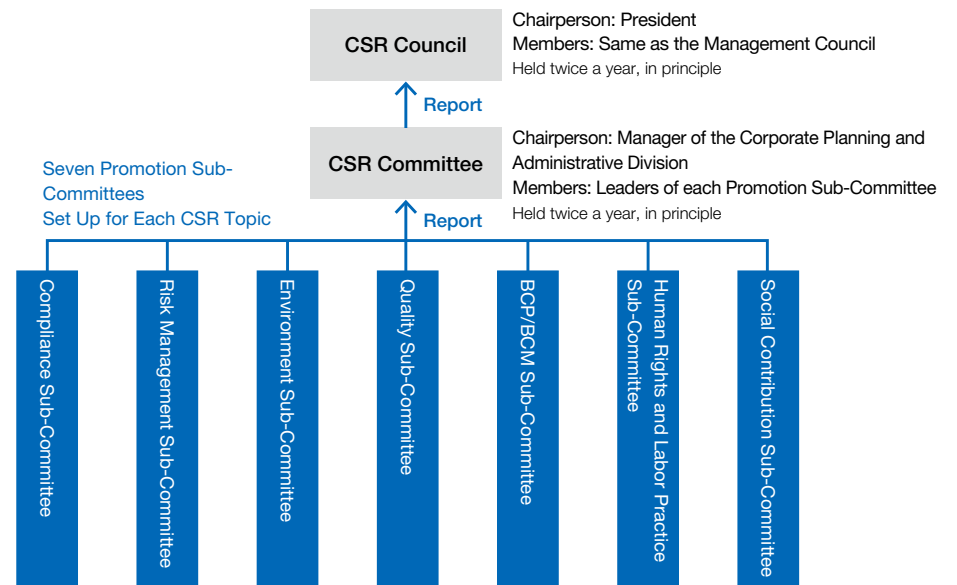 CSR Council
Chairperson: President
Members: Same as the Management Council
Held twice a year, in principle
Report
CSR Committee
Chairperson: Manager of the Corporate Planning and
Administrative Division
Members: Leaders of each Promotion Sub-Committee
Held twice a year, in principle
Seven Promotion Sub-
Committees
Set Up for Each CSR Topic
Report
Compliance Sub-Committee
Risk Management Sub-Committee
Environment Sub-Committee
Quality Sub-Committee
BCP/BCM Sub-Committee
Human Rights and Labor Practice
Sub-Committee
Social Contribution Sub-Committee